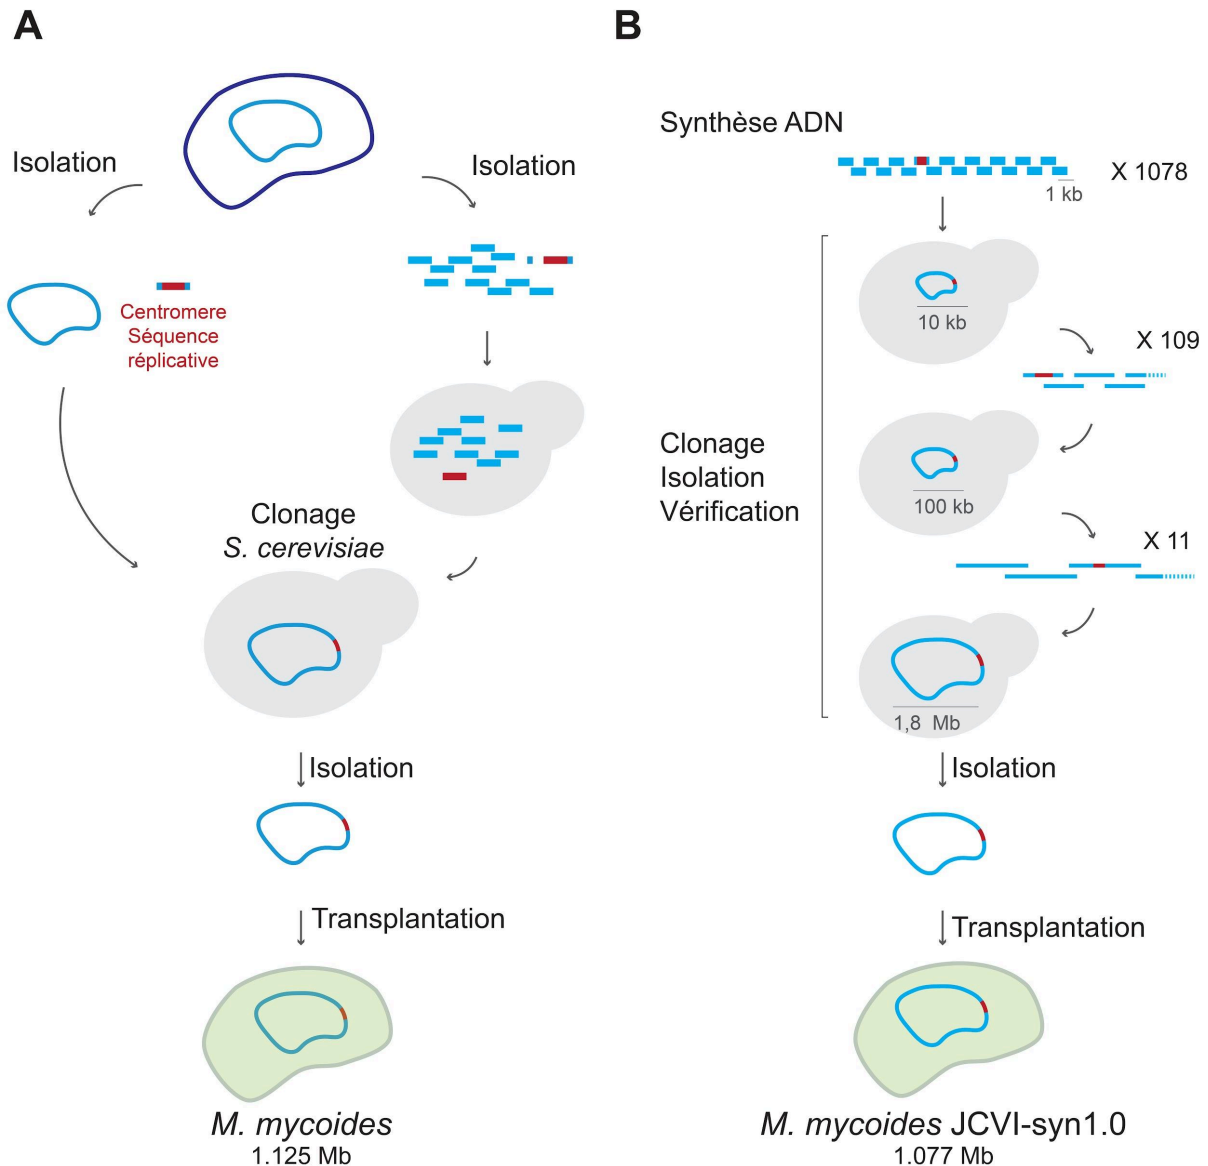 A
Isolation
Isolation
Centromere
Séquence
réplicative
Clonage
S. cerevisiae
Isolation
Transplantation
M. mycoides
1.125 Mb
B
Synthèse ADN
X 1078
1 kb
10 kb
X 109
Clonage
Isolation
Vérification
100 kb
X 11
1,8 Mb
Isolation
Transplantation
M. mycoides JCVI-syn1.0
1.077 Mb